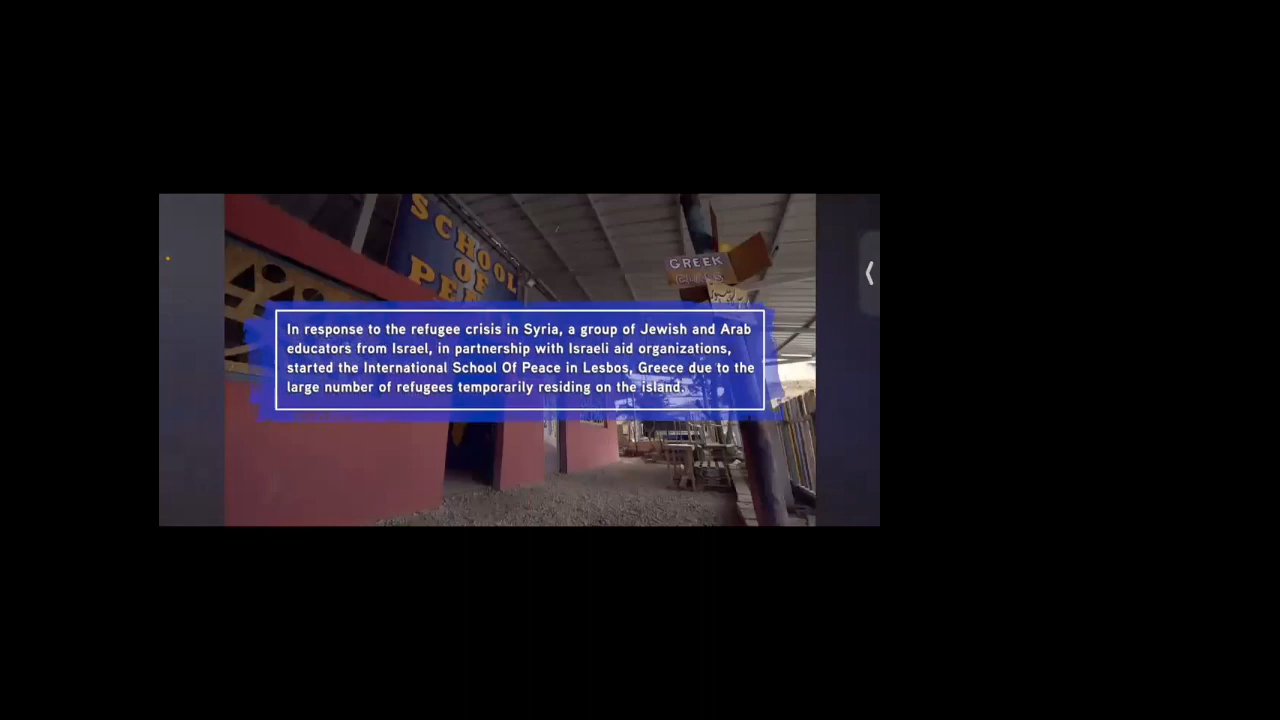 SCHOOL
OF
GREEK
CLASS
In response to the refugee crisis in Syria, a group of Jewish and Arab
educators from Israel, in partnership with Israeli aid organizations,
started the International School Of Peace in Lesbos, Greece due to the
large number of refugees temporarily residing on the island.